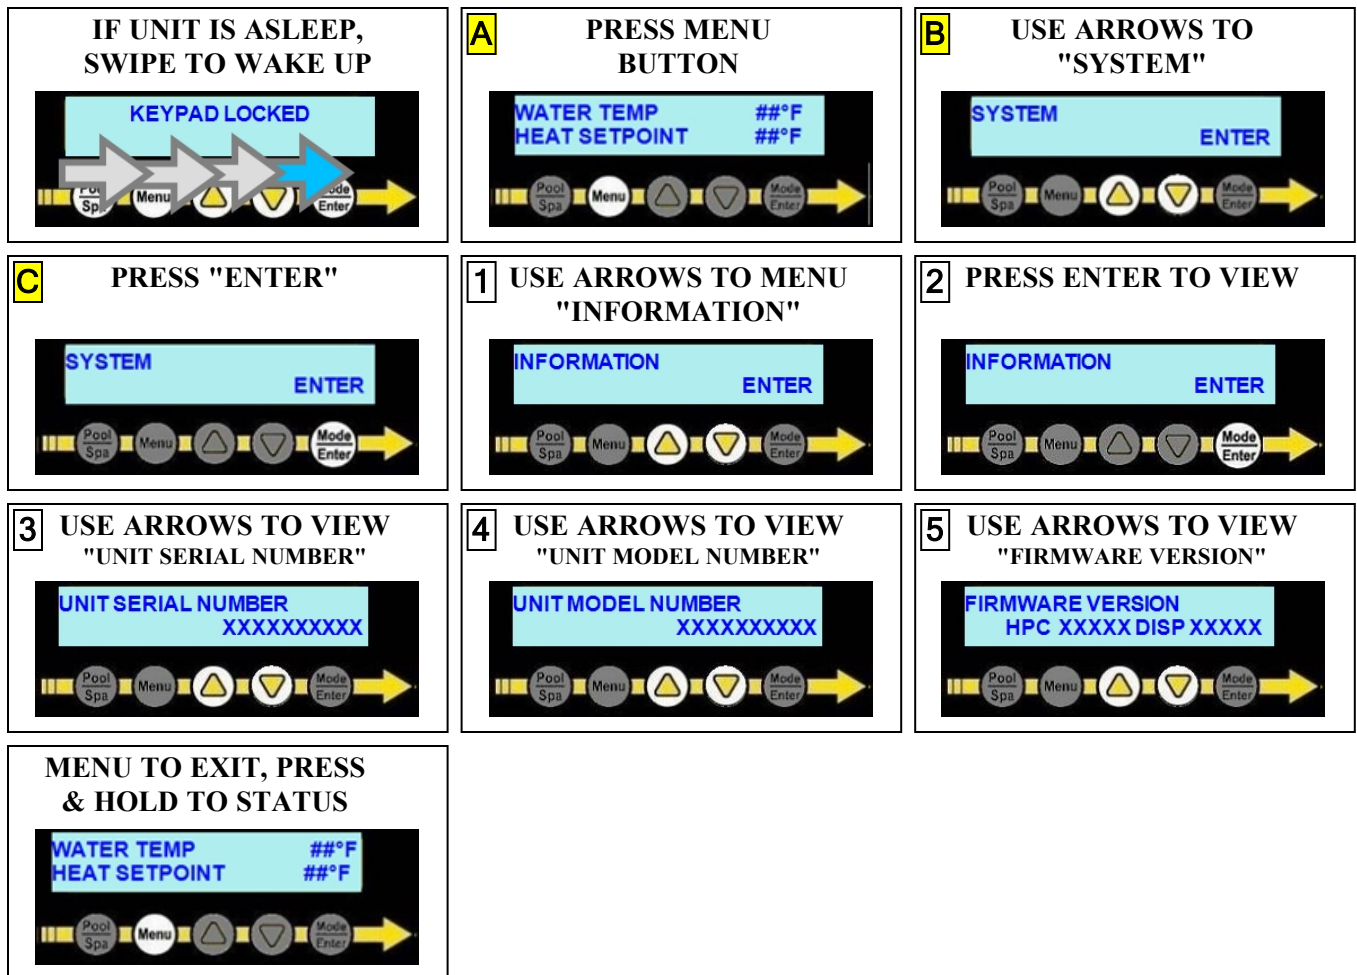 IF UNIT IS ASLEEP,
SWIPE TO WAKE UP
KEYPAD LOCKED
Pool Spa Menu Mode Enter
A PRESS MENU
BUTTON
WATER TEMP ##°F
HEAT SETPOINT ##°F
Pool Spa Menu Mode Enter
B USE ARROWS TO
"SYSTEM"
SYSTEM
ENTER
Pool Spa Menu Mode Enter
C PRESS "ENTER"
SYSTEM
ENTER
Pool Spa Menu Mode Enter
1 USE ARROWS TO MENU
"INFORMATION"
INFORMATION
ENTER
Pool Spa Menu Mode Enter
2 PRESS ENTER TO VIEW
INFORMATION
ENTER
Pool Spa Menu Mode Enter
3 USE ARROWS TO VIEW
"UNIT SERIAL NUMBER"
UNIT SERIAL NUMBER
XXXXXXXXXX
Pool Spa Menu Mode Enter
4 USE ARROWS TO VIEW
"UNIT MODEL NUMBER"
UNIT MODEL NUMBER
XXXXXXXXXX
Pool Spa Menu Mode Enter
5 USE ARROWS TO VIEW
"FIRMWARE VERSION"
FIRMWARE VERSION
HPC XXXXX DISP XXXXX
Pool Spa Menu Mode Enter
MENU TO EXIT, PRESS
& HOLD TO STATUS
WATER TEMP ##°F
HEAT SETPOINT ##°F
Pool Spa Menu Mode Enter